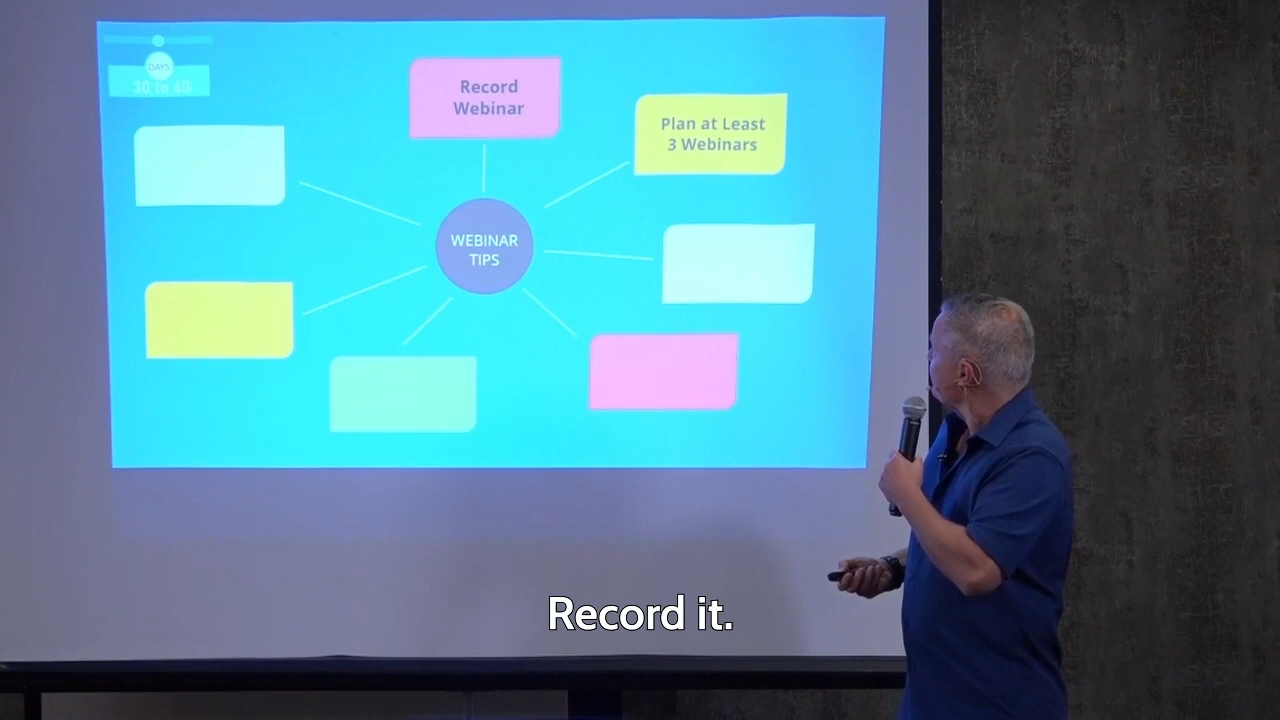 DAYS
30 to 60
Record
Webinar
Plan at Least
3 Webinars
WEBINAR
TIPS
Record it.